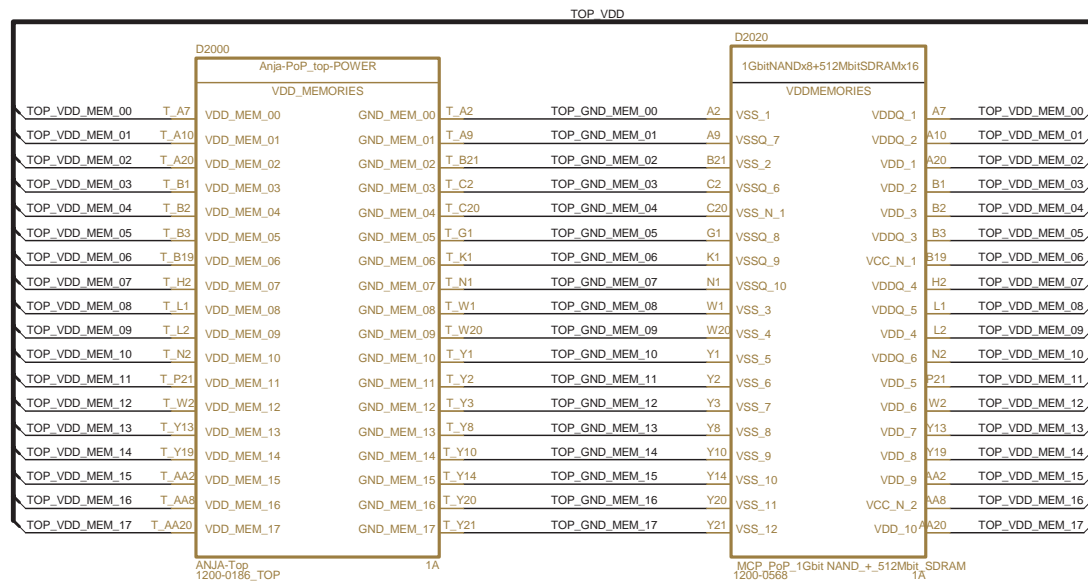 TOP_VDD
D2000
D2020
Anja-PoP_top-POWER
1GbitNANDx8+512MbitSDRAMx16
VDD_MEMORIES
VDDMEMORIES
TOP_VDD_MEM_00 T_A7 VDD_MEM_00 GND_MEM_00 T_A2 TOP_GND_MEM_00 A2 VSS_1 VDDQ_1 A7 TOP_VDD_MEM_00
TOP_VDD_MEM_01 T_A10 VDD_MEM_01 GND_MEM_01 T_A9 TOP_GND_MEM_01 A9 VSSQ_7 VDDQ_2 A10 TOP_VDD_MEM_01
TOP_VDD_MEM_02 T_A20 VDD_MEM_02 GND_MEM_02 T_B21 TOP_GND_MEM_02 B21 VSS_2 VDD_1 A20 TOP_VDD_MEM_02
TOP_VDD_MEM_03 T_B1 VDD_MEM_03 GND_MEM_03 T_C2 TOP_GND_MEM_03 C2 VSSQ_6 VDD_2 B1 TOP_VDD_MEM_03
TOP_VDD_MEM_04 T_B2 VDD_MEM_04 GND_MEM_04 T_C20 TOP_GND_MEM_04 C20 VSS_N_1 VDD_3 B2 TOP_VDD_MEM_04
TOP_VDD_MEM_05 T_B3 VDD_MEM_05 GND_MEM_05 T_G1 TOP_GND_MEM_05 G1 VSSQ_8 VDDQ_3 B3 TOP_VDD_MEM_05
TOP_VDD_MEM_06 T_B19 VDD_MEM_06 GND_MEM_06 T_K1 TOP_GND_MEM_06 K1 VSSQ_9 VCC_N_1 B19 TOP_VDD_MEM_06
TOP_VDD_MEM_07 T_H2 VDD_MEM_07 GND_MEM_07 T_N1 TOP_GND_MEM_07 N1 VSSQ_10 VDDQ_4 H2 TOP_VDD_MEM_07
TOP_VDD_MEM_08 T_L1 VDD_MEM_08 GND_MEM_08 T_W1 TOP_GND_MEM_08 W1 VSS_3 VDDQ_5 L1 TOP_VDD_MEM_08
TOP_VDD_MEM_09 T_L2 VDD_MEM_09 GND_MEM_09 T_W20 TOP_GND_MEM_09 W20 VSS_4 VDD_4 L2 TOP_VDD_MEM_09
TOP_VDD_MEM_10 T_N2 VDD_MEM_10 GND_MEM_10 T_Y1 TOP_GND_MEM_10 Y1 VSS_5 VDDQ_6 N2 TOP_VDD_MEM_10
TOP_VDD_MEM_11 T_P21 VDD_MEM_11 GND_MEM_11 T_Y2 TOP_GND_MEM_11 Y2 VSS_6 VDD_5 P21 TOP_VDD_MEM_11
TOP_VDD_MEM_12 T_W2 VDD_MEM_12 GND_MEM_12 T_Y3 TOP_GND_MEM_12 Y3 VSS_7 VDD_6 W2 TOP_VDD_MEM_12
TOP_VDD_MEM_13 T_Y13 VDD_MEM_13 GND_MEM_13 T_Y8 TOP_GND_MEM_13 Y8 VSS_8 VDD_7 Y13 TOP_VDD_MEM_13
TOP_VDD_MEM_14 T_Y19 VDD_MEM_14 GND_MEM_14 T_Y10 TOP_GND_MEM_14 Y10 VSS_9 VDD_8 Y19 TOP_VDD_MEM_14
TOP_VDD_MEM_15 T_AA2 VDD_MEM_15 GND_MEM_15 T_Y14 TOP_GND_MEM_15 Y14 VSS_10 VDD_9 AA2 TOP_VDD_MEM_15
TOP_VDD_MEM_16 T_AA8 VDD_MEM_16 GND_MEM_16 T_Y20 TOP_GND_MEM_16 Y20 VSS_11 VCC_N_2 AA8 TOP_VDD_MEM_16
TOP_VDD_MEM_17 T_AA20 VDD_MEM_17 GND_MEM_17 T_Y21 TOP_GND_MEM_17 Y21 VSS_12 VDD_10 AA20 TOP_VDD_MEM_17
ANJA-Top 1A
1200-0186_TOP
MCP_PoP_1Gbit NAND_+_512Mbit_SDRAM
1200-0568 1A